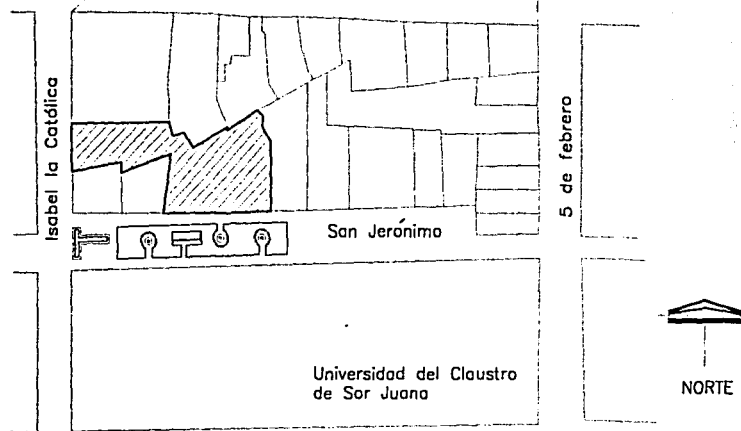 Isabel la Católica
5 de febrero
San Jerónimo
Universidad del Claustro
de Sor Juana
NORTE